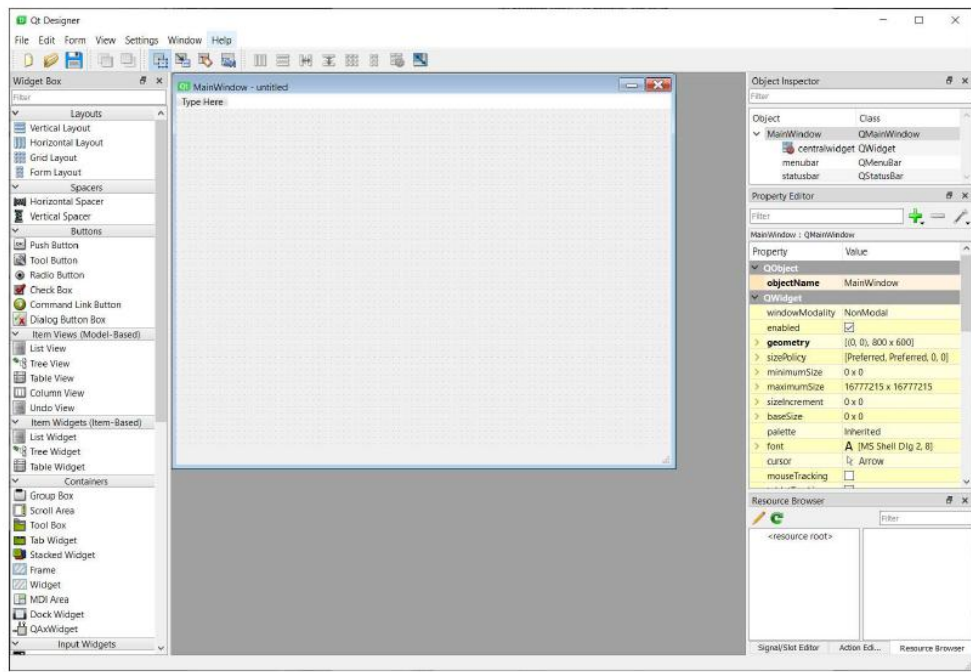 Qt Designer
File Edit Form View Settings Window Help
Widget Box
Filter
Layouts
Vertical Layout
Horizontal Layout
Grid Layout
Form Layout
Spacers
Horizontal Spacer
Vertical Spacer
Buttons
Push Button
Tool Button
Radio Button
Check Box
Command Link Button
Dialog Button Box
Item Views (Model-Based)
List View
Tree View
Table View
Column View
Undo View
Item Widgets (Item-Based)
List Widget
Tree Widget
Table Widget
Containers
Group Box
Scroll Area
Tool Box
Tab Widget
Stacked Widget
Frame
Widget
MDI Area
Dock Widget
QAxWidget
Input Widgets
MainWindow - untitled
Type Here
Object Inspector
Filter
Object Class
MainWindow QMainWindow
centralwidget QWidget
menubar QMenuBar
statusbar QStatusBar
Property Editor
Filter
MainWindow : QMainWindow
Property Value
QObject
objectName MainWindow
QWidget
windowModality NonModal
enabled
geometry [(0, 0), 800 x 600]
sizePolicy [Preferred, Preferred, 0, 0]
minimumSize 0 x 0
maximumSize 16777215 x 16777215
sizeIncrement 0 x 0
baseSize 0 x 0
palette Inherited
font A [MS Shell Dlg 2, 8]
cursor Arrow
mouseTracking
Resource Browser
Filter
<resource root>
Signal/Slot Editor Action Edi... Resource Browser